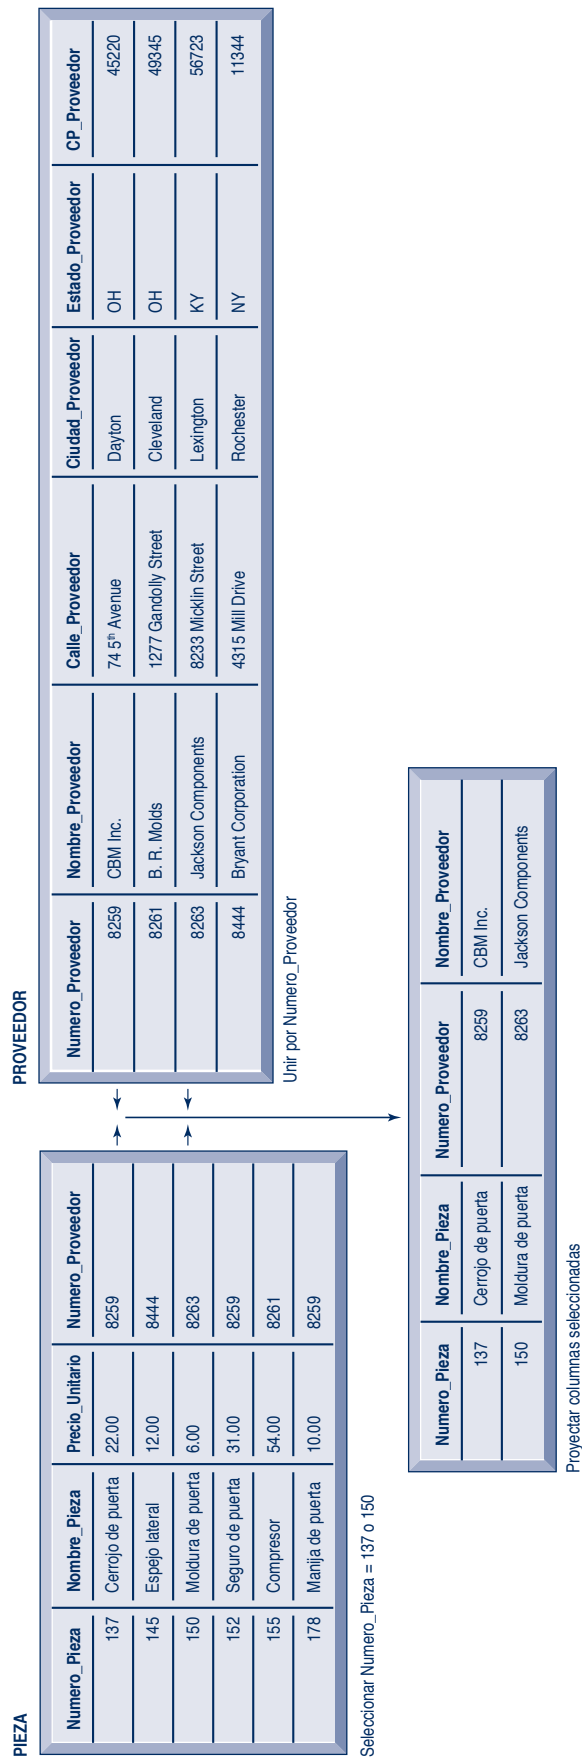 PIEZA
Numero_Pieza Nombre_Pieza Precio_Unitario Numero_Proveedor
137 Cerrojo de puerta 22.00 8259
145 Espejo lateral 12.00 8444
150 Moldura de puerta 6.00 8263
152 Seguro de puerta 31.00 8259
155 Compresor 54.00 8261
178 Manija de puerta 10.00 8259
Seleccionar Numero_Pieza = 137 o 150
PROVEEDOR
Numero_Proveedor Nombre_Proveedor Calle_Proveedor Ciudad_Proveedor Estado_Proveedor CP_Proveedor
8259 CBM Inc. 74 5th Avenue Dayton OH 45220
8261 B. R. Molds 1277 Gandolly Street Cleveland OH 49345
8263 Jackson Components 8233 Micklin Street Lexington KY 56723
8444 Bryant Corporation 4315 Mill Drive Rochester NY 11344
Unir por Numero_Proveedor
Numero_Pieza Nombre_Pieza Numero_Proveedor Nombre_Proveedor
137 Cerrojo de puerta 8259 CBM Inc.
150 Moldura de puerta 8263 Jackson Components
Proyectar columnas seleccionadas